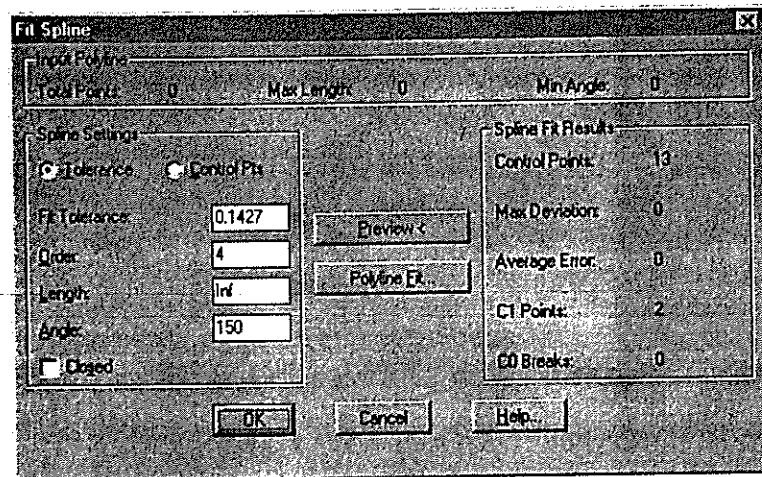 Fit Spline
Input Polyline
Total Points: 0 Max Length: 0 Min Angle: 0
Spline Settings
Tolerance Control Pts
Fit Tolerance: 0.1427
Order: 4
Length: Inf
Angle: 150
Closed
Preview <
Polyline Fit...
Spline Fit Results
Control Points: 13
Max Deviation: 0
Average Error: 0
C1 Points: 2
C0 Breaks: 0
OK Cancel Help...